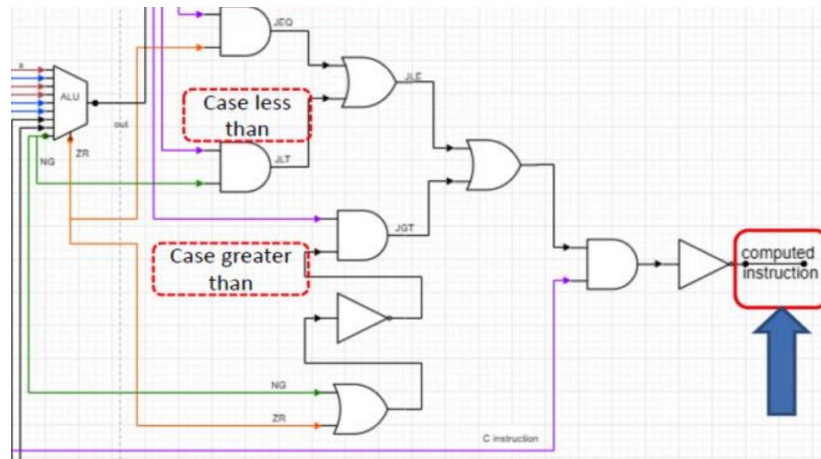 JEQ
x
ALU
JLE
Case less
than
out
ZR
NG
JLT
JGT
Case greater
than
computed
instruction
NG
ZR
C instruction